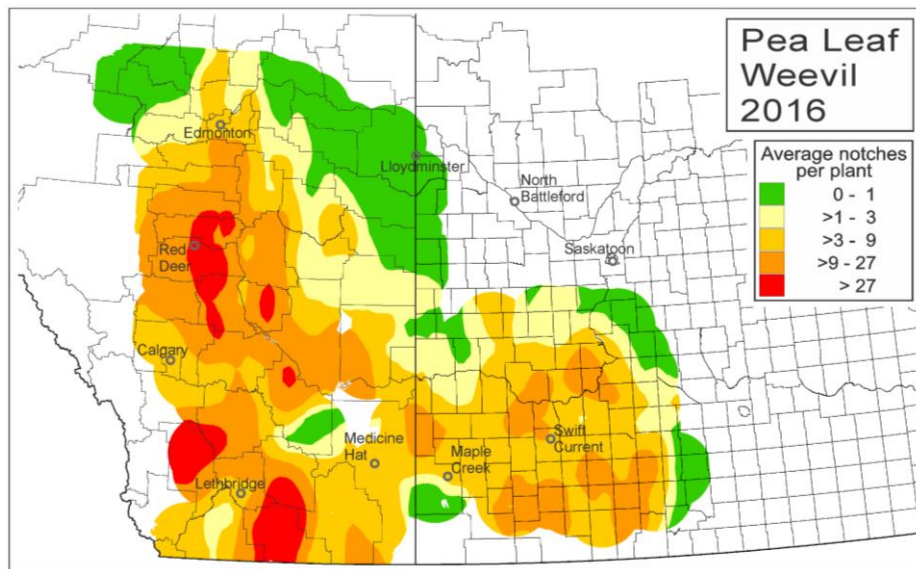 Pea Leaf
Weevil
2016
Average notches
per plant
0 - 1
>1 - 3
>3 - 9
>9 - 27
> 27
Edmonton
Lloydminster
North
Battleford
Saskatoon
Red
Deer
Calgary
Medicine
Hat
Maple
Creek
Swift
Current
Lethbridge